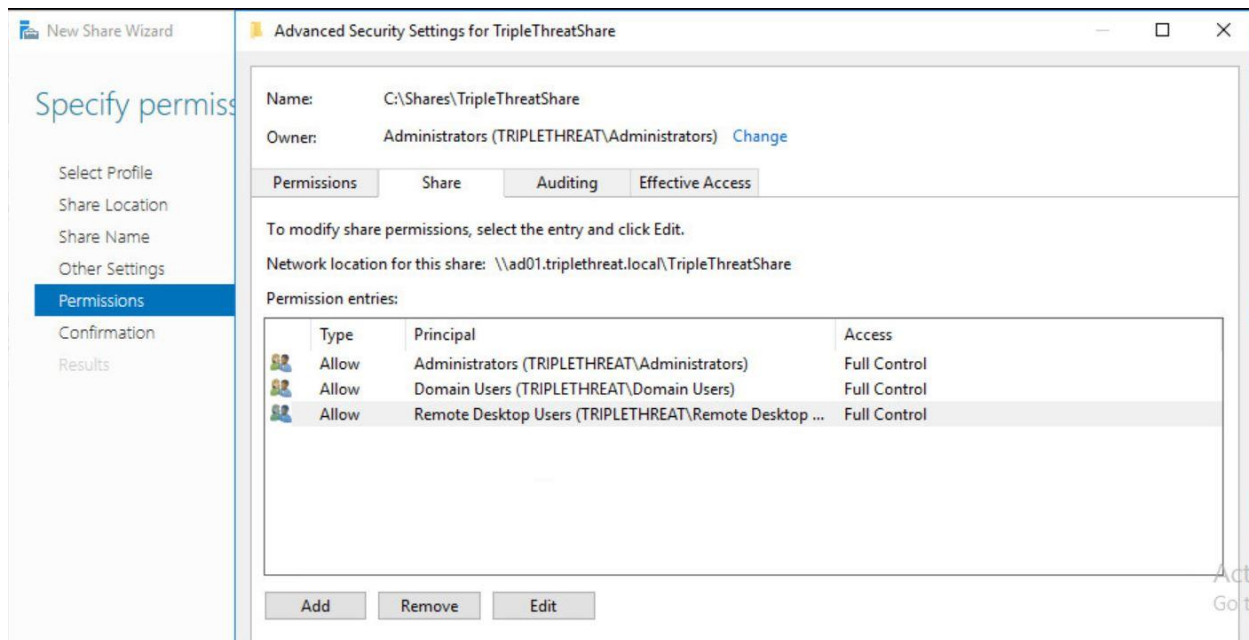 New Share Wizard
Advanced Security Settings for TripleThreatShare
Specify permiss
Select Profile
Share Location
Share Name
Other Settings
Permissions
Confirmation
Results
Name: C:\Shares\TripleThreatShare
Owner: Administrators (TRIPLETHREAT\Administrators) Change
Permissions Share Auditing Effective Access
To modify share permissions, select the entry and click Edit.
Network location for this share: \\ad01.triplethreat.local\TripleThreatShare
Permission entries:
Type Principal Access
Allow Administrators (TRIPLETHREAT\Administrators) Full Control
Allow Domain Users (TRIPLETHREAT\Domain Users) Full Control
Allow Remote Desktop Users (TRIPLETHREAT\Remote Desktop ... Full Control
Add Remove Edit
Act
Go t